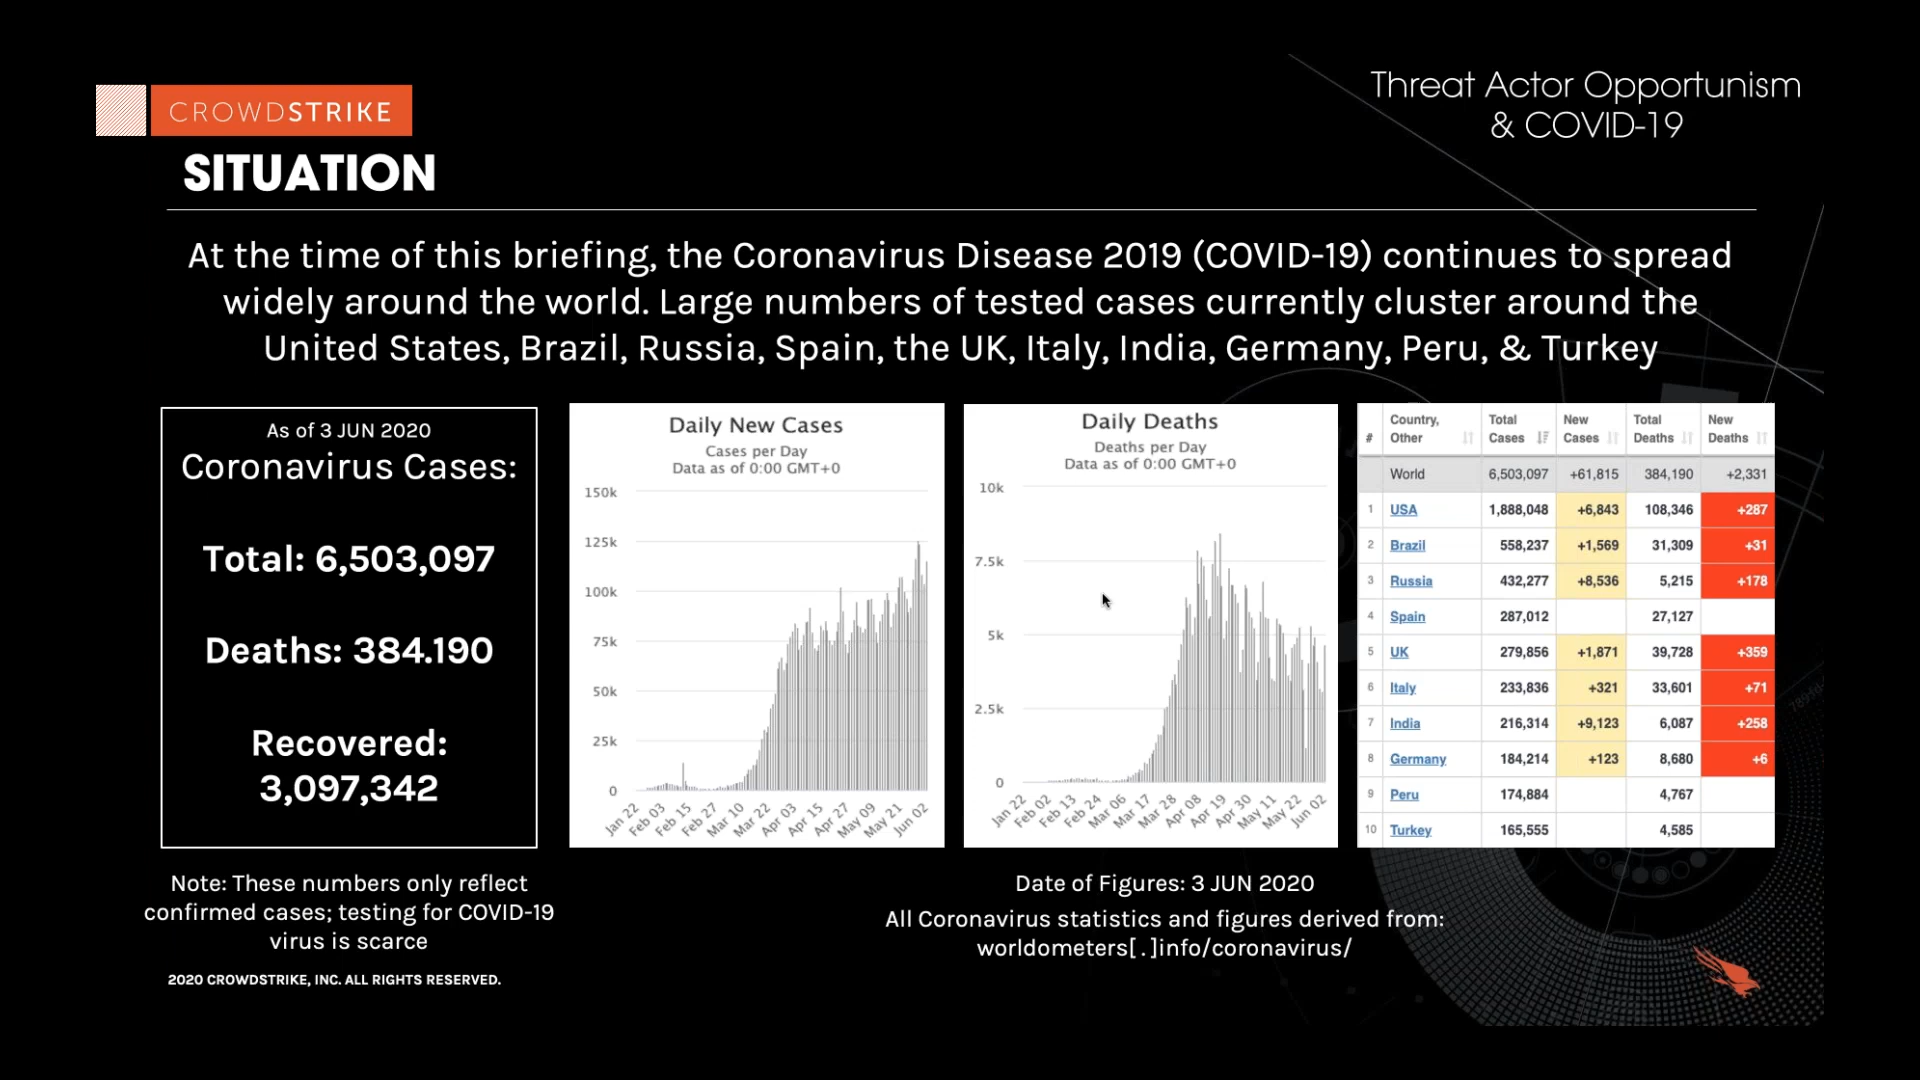 CROWDSTRIKE
Threat Actor Opportunism
& COVID-19
SITUATION
At the time of this briefing, the Coronavirus Disease 2019 (COVID-19) continues to spread
widely around the world. Large numbers of tested cases currently cluster around the
United States, Brazil, Russia, Spain, the UK, Italy, India, Germany, Peru, & Turkey
As of 3 JUN 2020
Coronavirus Cases:
Total: 6,503,097
Deaths: 384.190
Recovered:
3,097,342
Daily New Cases
Cases per Day
Data as of 0:00 GMT+0
150k
125k
100k
75k
50k
25k
0
Jan 22 Feb 03 Feb 15 Feb 27 Mar 10 Mar 22 Apr 03 Apr 15 Apr 27 May 09 May 21 Jun 02
Daily Deaths
Deaths per Day
Data as of 0:00 GMT+0
10k
7.5k
5k
2.5k
0
Jan 22 Feb 02 Feb 13 Feb 24 Mar 06 Mar 17 Mar 28 Apr 08 Apr 19 Apr 30 May 11 May 22 Jun 02
# Country, Other Total Cases New Cases Total Deaths New Deaths
World 6,503,097 +61,815 384,190 +2,331
1 USA 1,888,048 +6,843 108,346 +287
2 Brazil 558,237 +1,569 31,309 +31
3 Russia 432,277 +8,536 5,215 +178
4 Spain 287,012 27,127
5 UK 279,856 +1,871 39,728 +359
6 Italy 233,836 +321 33,601 +71
7 India 216,314 +9,123 6,087 +258
8 Germany 184,214 +123 8,680 +6
9 Peru 174,884 4,767
10 Turkey 165,555 4,585
Note: These numbers only reflect
confirmed cases; testing for COVID-19
virus is scarce
Date of Figures: 3 JUN 2020
All Coronavirus statistics and figures derived from:
worldometers[.]info/coronavirus/
2020 CROWDSTRIKE, INC. ALL RIGHTS RESERVED.